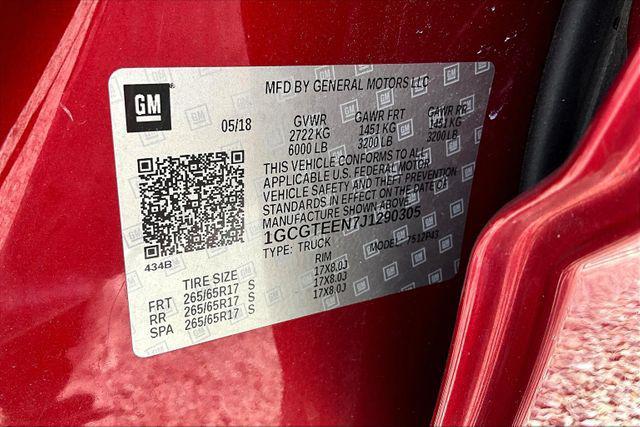 MFD BY GENERAL MOTORS LLC
GM
05/18
GVWR GAWR FRT GAWR RR
2722 KG 1451 KG 1451 KG
6000 LB 3200 LB 3200 LB
THIS VEHICLE CONFORMS TO ALL
APPLICABLE U.S. FEDERAL MOTOR
VEHICLE SAFETY AND THEFT PREVENTION
STANDARDS IN EFFECT ON THE DATE OF
MANUFACTURE SHOWN ABOVE.
1GCGTEEN7J1290305
TYPE: TRUCK MODEL: 7512P43
434B
TIRE SIZE RIM
FRT 265/65R17 S 17X8.0J
RR 265/65R17 S 17X8.0J
SPA 265/65R17 S 17X8.0J